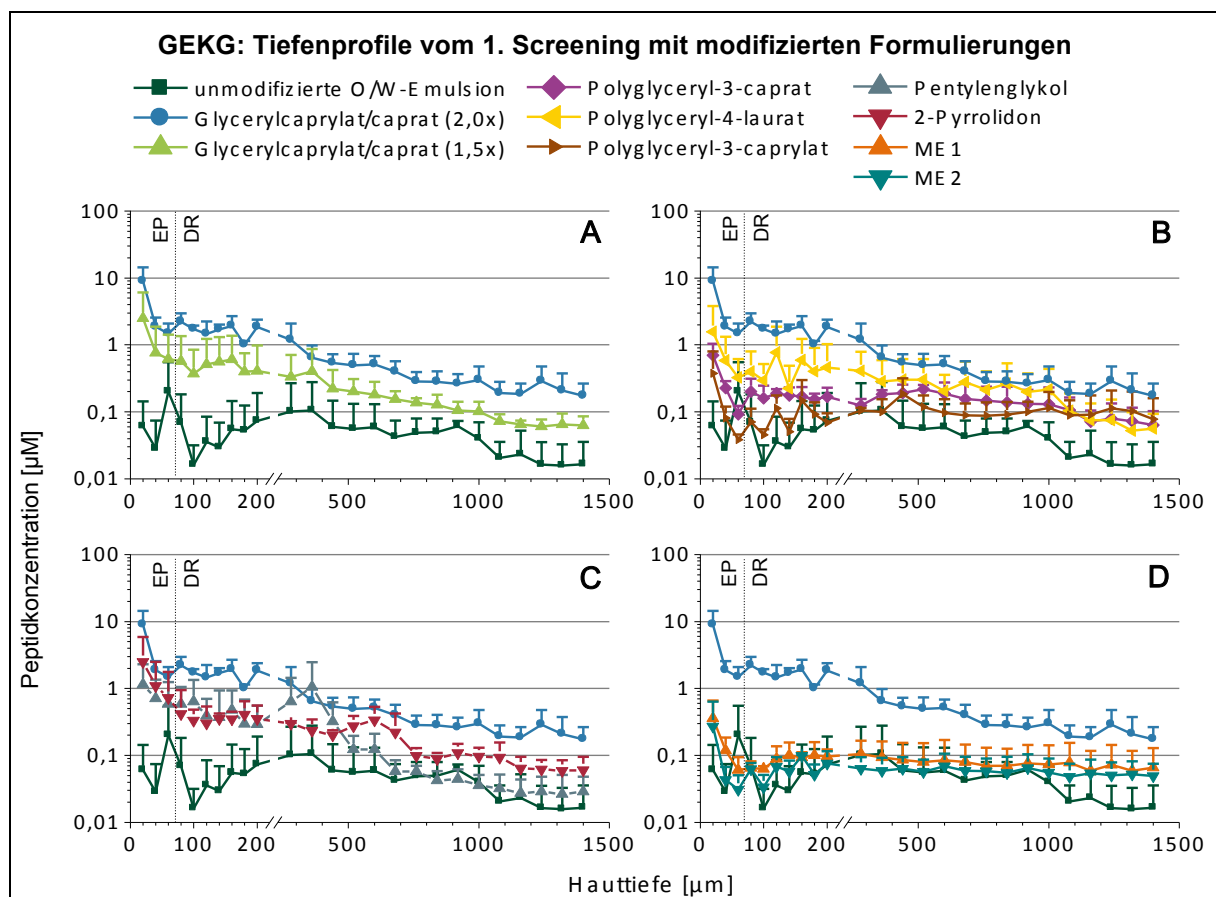 GEKG: Tiefenprofile vom 1. Screening mit modifizierten Formulierungen
unmodifizierte O/W-Emulsion
Glycerylcaprylat/caprat (2,0x)
Glycerylcaprylat/caprat (1,5x)
Polyglyceryl-3-caprat
Polyglyceryl-4-laurat
Polyglyceryl-3-caprylat
Pentylenglykol
2-Pyrrolidon
ME 1
ME 2
Peptidkonzentration [µM]
100
10
1
0,1
0,01
EP
DR
A
0 100 200 500 1000 1500
100
10
1
0,1
0,01
EP
DR
B
0 100 200 500 1000 1500
100
10
1
0,1
0,01
EP
DR
C
0 100 200 500 1000 1500
100
10
1
0,1
0,01
EP
DR
D
0 100 200 500 1000 1500
Hauttiefe [µm]